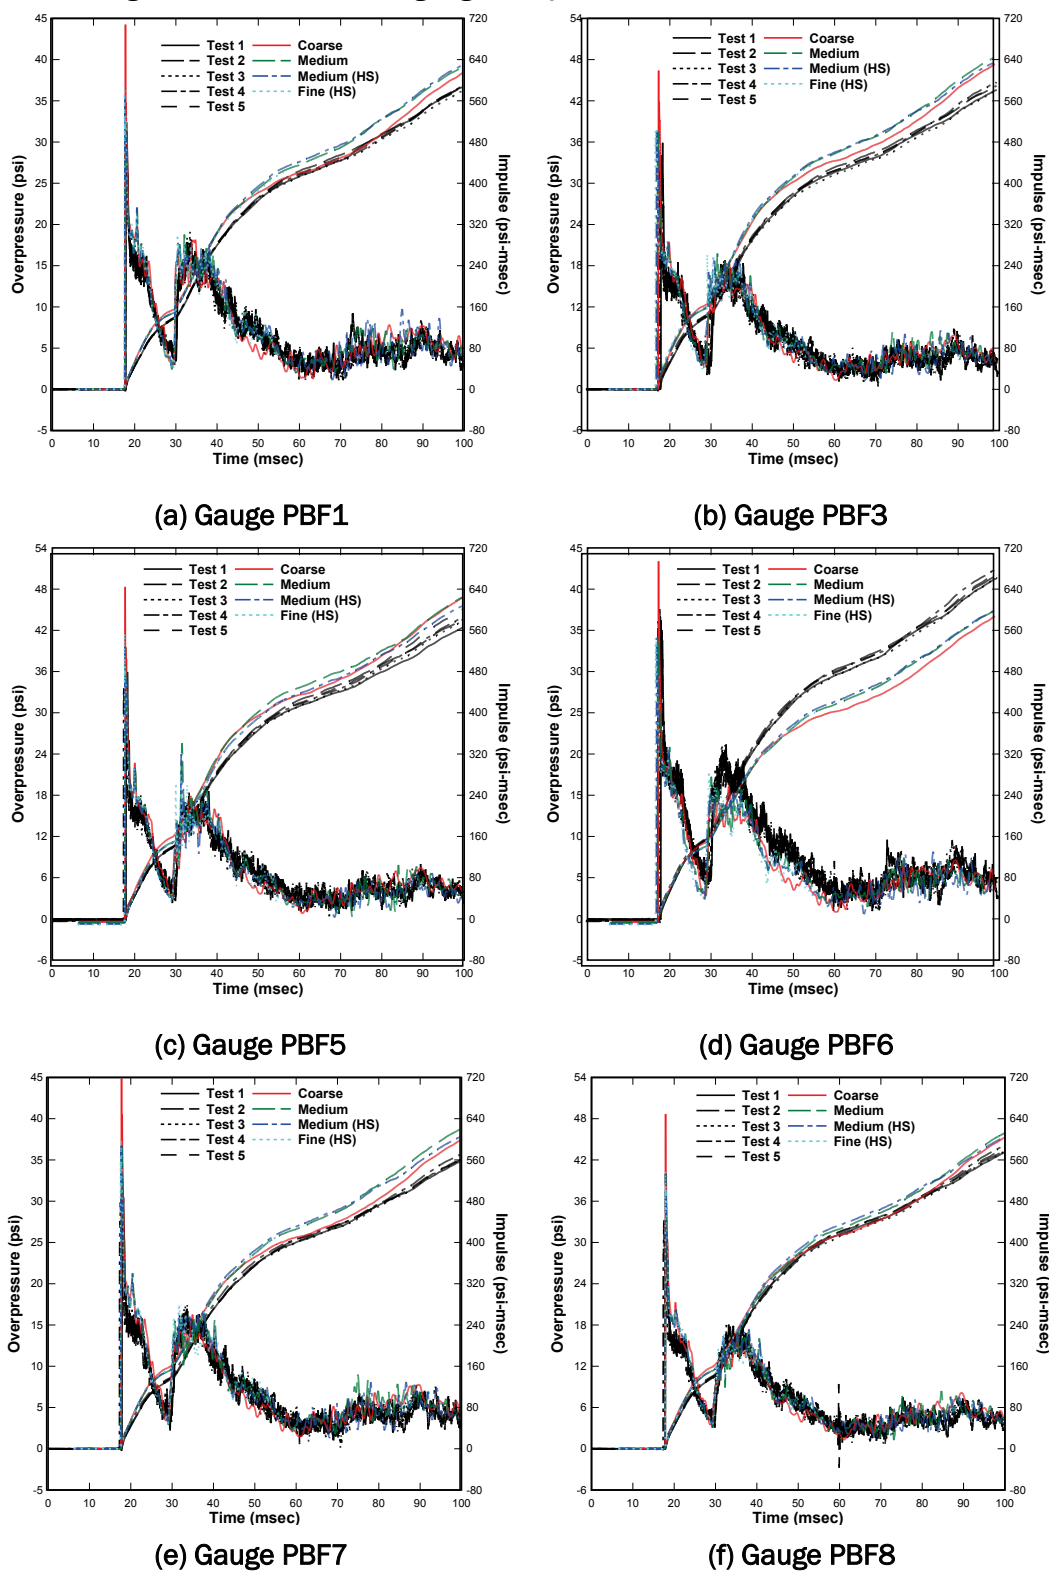 45
40
35
30
25
20
15
10
5
0
-5
Overpressure (psi)
Test 1 Coarse
Test 2 Medium
Test 3 Medium (HS)
Test 4 Fine (HS)
Test 5
720
640
560
480
400
320
240
160
80
0
-80
Impulse (psi-msec)
0 10 20 30 40 50 60 70 80 90 100
Time (msec)
(a) Gauge PBF1
54
48
42
36
30
24
18
12
6
0
-6
Overpressure (psi)
Test 1 Coarse
Test 2 Medium
Test 3 Medium (HS)
Test 4 Fine (HS)
Test 5
720
640
560
480
400
320
240
160
80
0
-80
Impulse (psi-msec)
0 10 20 30 40 50 60 70 80 90 100
Time (msec)
(b) Gauge PBF3
54
48
42
36
30
24
18
12
6
0
-6
Overpressure (psi)
Test 1 Coarse
Test 2 Medium
Test 3 Medium (HS)
Test 4 Fine (HS)
Test 5
720
640
560
480
400
320
240
160
80
0
-80
Impulse (psi-msec)
0 10 20 30 40 50 60 70 80 90 100
Time (msec)
(c) Gauge PBF5
45
40
35
30
25
20
15
10
5
0
-5
Overpressure (psi)
Test 1 Coarse
Test 2 Medium
Test 3 Medium (HS)
Test 4 Fine (HS)
Test 5
720
640
560
480
400
320
240
160
80
0
-80
Impulse (psi-msec)
0 10 20 30 40 50 60 70 80 90 100
Time (msec)
(d) Gauge PBF6
45
40
35
30
25
20
15
10
5
0
-5
Overpressure (psi)
Test 1 Coarse
Test 2 Medium
Test 3 Medium (HS)
Test 4 Fine (HS)
Test 5
720
640
560
480
400
320
240
160
80
0
-80
Impulse (psi-msec)
0 10 20 30 40 50 60 70 80 90 100
Time (msec)
(e) Gauge PBF7
54
48
42
36
30
24
18
12
6
0
-6
Overpressure (psi)
Test 1 Coarse
Test 2 Medium
Test 3 Medium (HS)
Test 4 Fine (HS)
Test 5
720
640
560
480
400
320
240
160
80
0
-80
Impulse (psi-msec)
0 10 20 30 40 50 60 70 80 90 100
Time (msec)
(f) Gauge PBF8